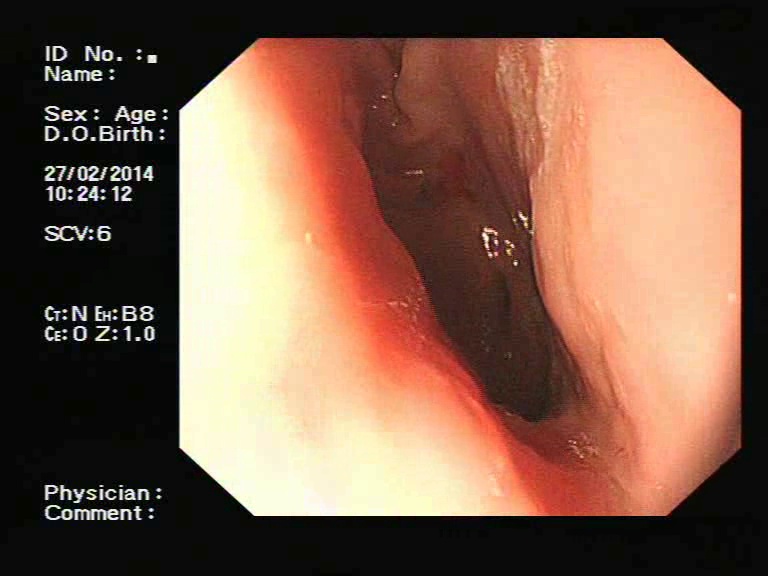 ID No. :
Name:
Sex: Age:
D.O.Birth:
27/02/2014
10:24:12
SCV:6
CT:N EH:B8
CE:0 Z:1.0
Physician:
Comment: